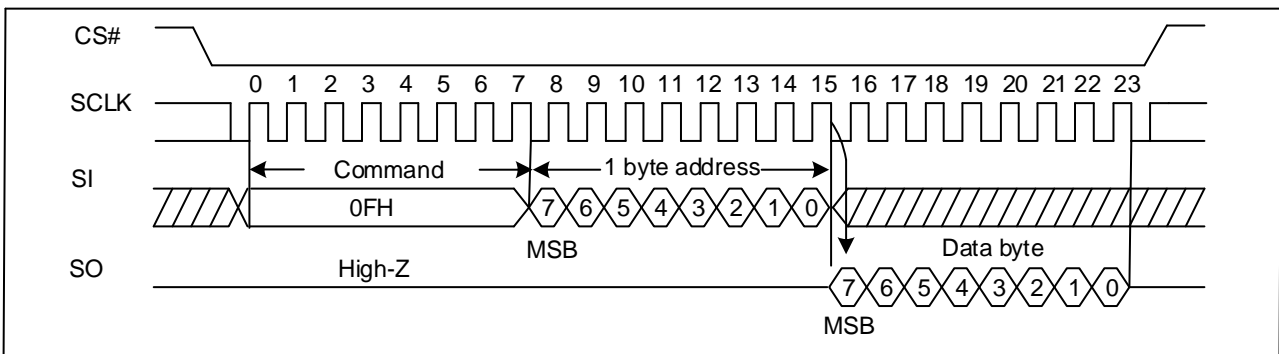 CS#
0 1 2 3 4 5 6 7 8 9 10 11 12 13 14 15 16 17 18 19 20 21 22 23
SCLK
Command 1 byte address
SI
0FH 7 6 5 4 3 2 1 0
MSB Data byte
SO High-Z
7 6 5 4 3 2 1 0
MSB